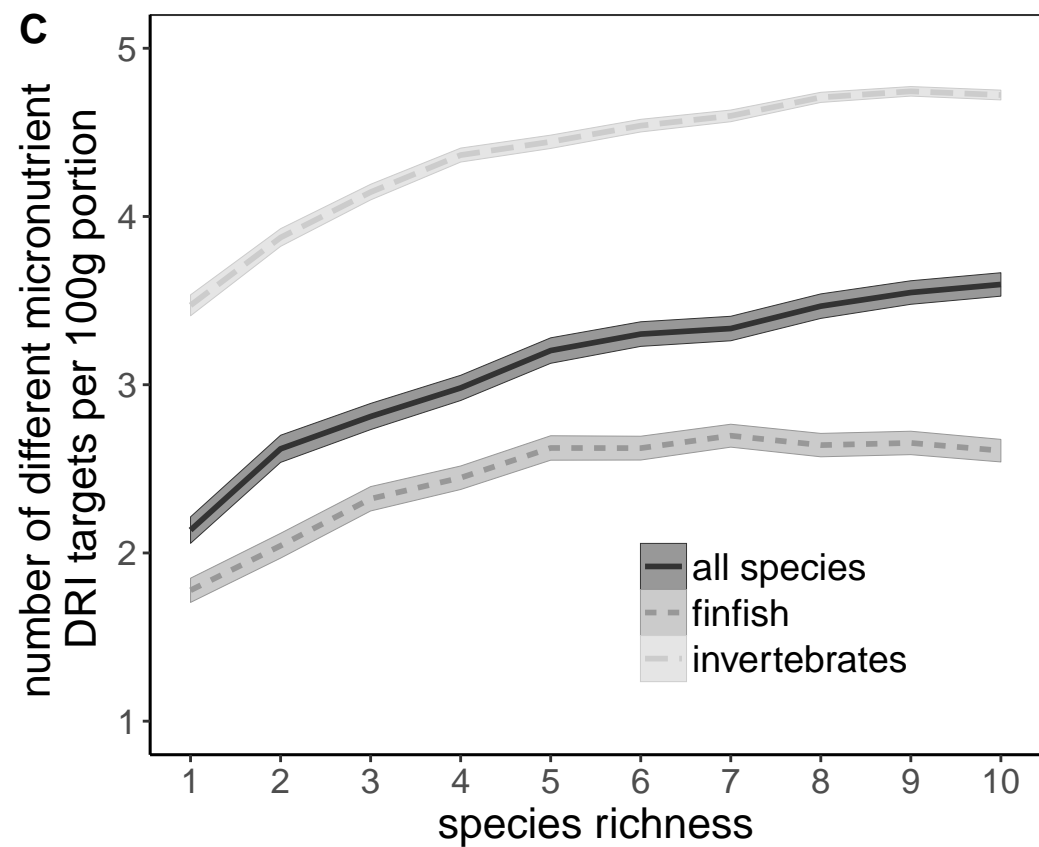 C
number of different micronutrient
DRI targets per 100g portion
5
4
3
2
1
all species
finfish
invertebrates
1 2 3 4 5 6 7 8 9 10
species richness